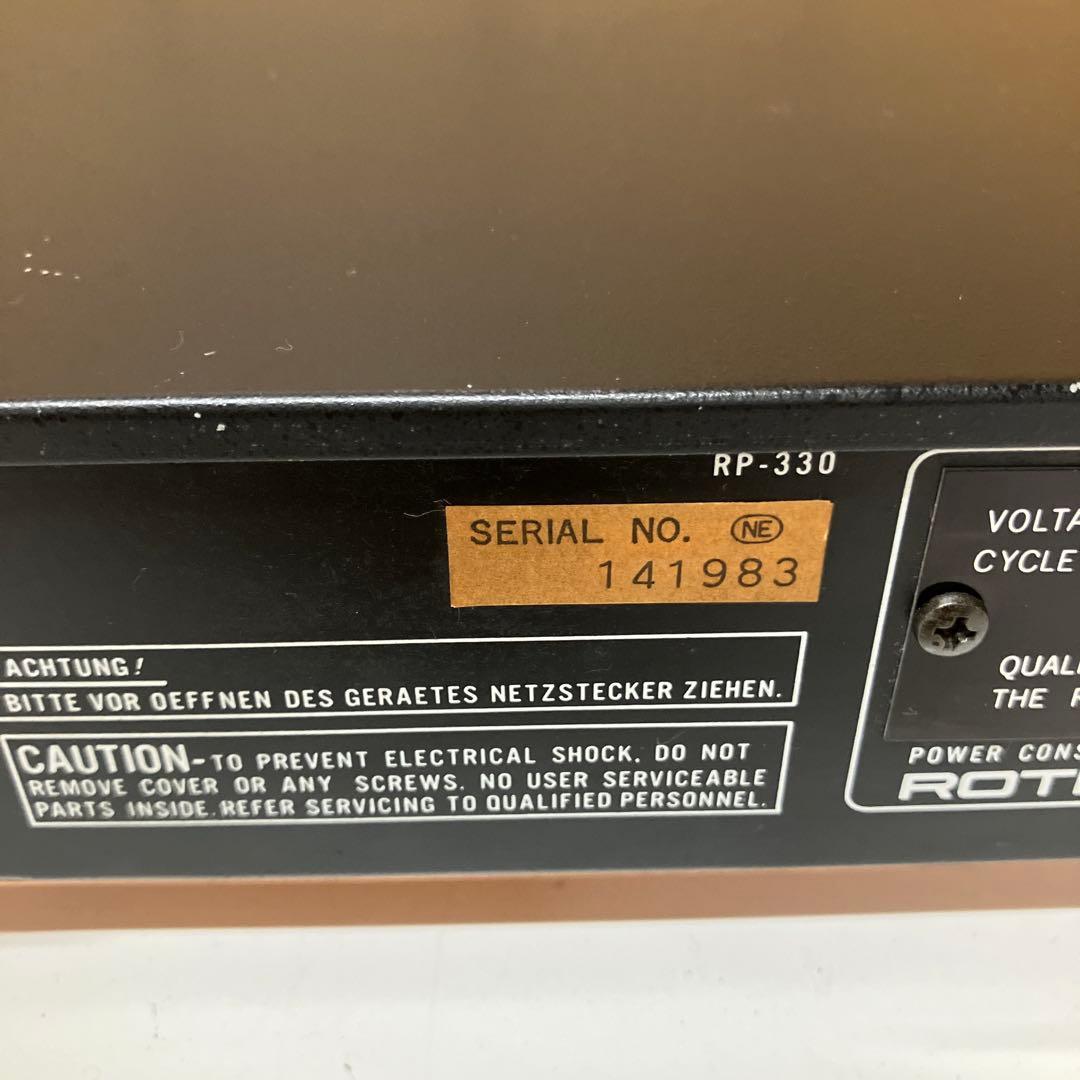 RP-330
SERIAL NO. NE
141983
ACHTUNG!
BITTE VOR OEFFNEN DES GERAETES NETZSTECKER ZIEHEN.
CAUTION-TO PREVENT ELECTRICAL SHOCK, DO NOT
REMOVE COVER OR ANY SCREWS. NO USER SERVICEABLE
PARTS INSIDE. REFER SERVICING TO QUALIFIED PERSONNEL.
VOLTA
CYCLE
QUALI
THE
POWER CONS
ROT